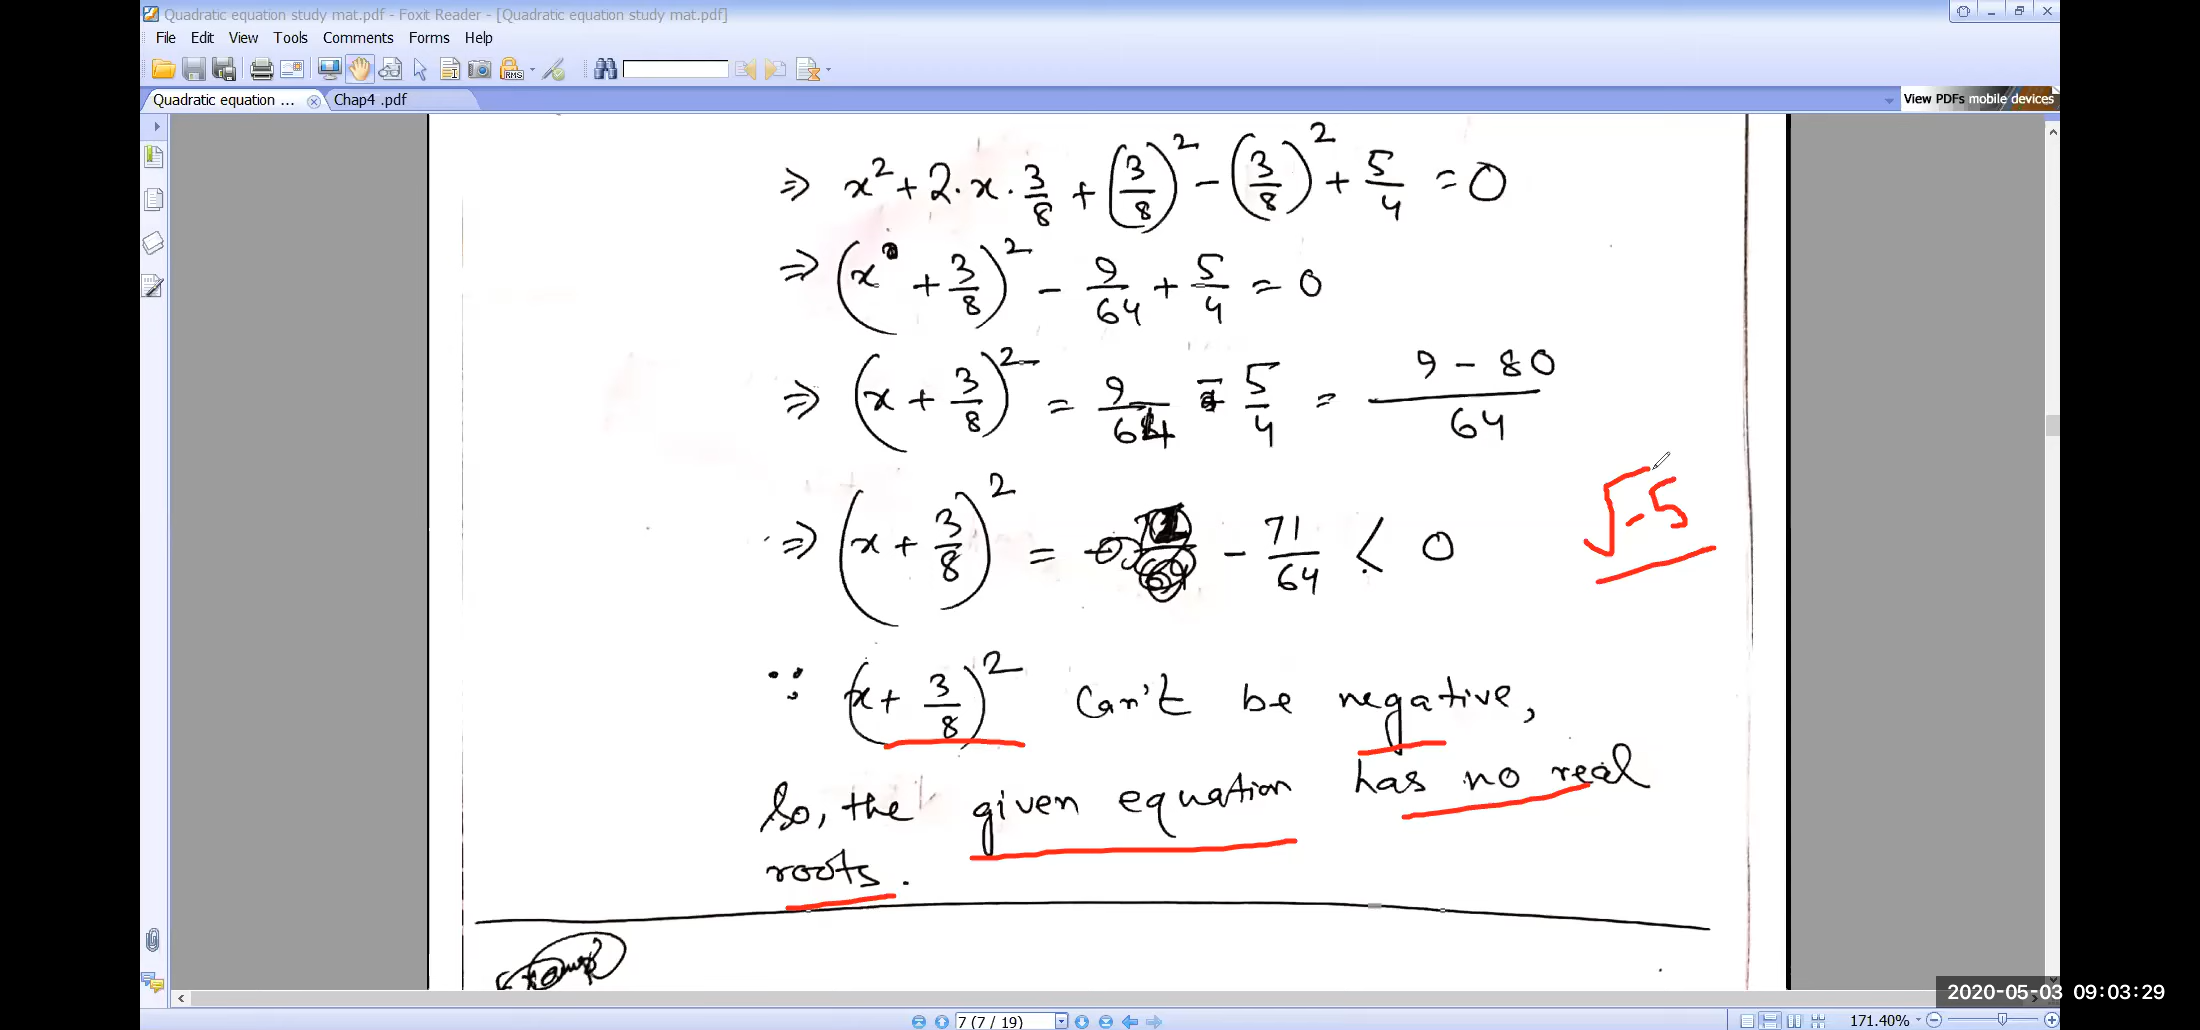 Quadratic equation study mat.pdf - Foxit Reader - [Quadratic equation study mat.pdf]
File Edit View Tools Comments Forms Help
Quadratic equation ... Chap4 .pdf
View PDFs mobile devices
⇒ x² + 2·x·3/8 + (3/8)² − (3/8)² + 5/4 = 0
⇒ (x + 3/8)² − 9/64 + 5/4 = 0
⇒ (x + 3/8)² = 9/64 − 5/4 = (9 − 80)/64
⇒ (x + 3/8)² = − 71/64 < 0
√-5
∵ (x + 3/8)² can't be negative,
So, the given equation has no real
roots.
2020-05-03 09:03:29
7 (7 / 19)
171.40%